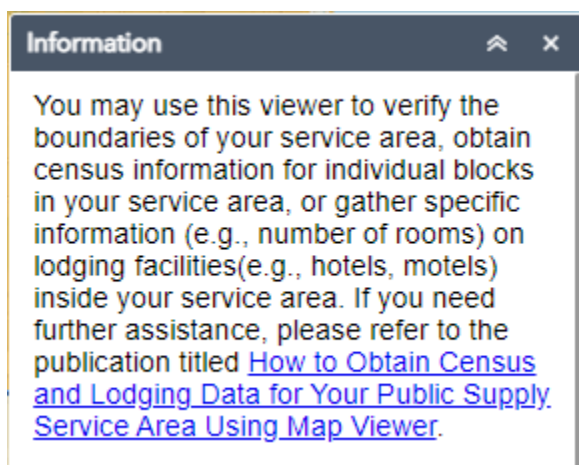 Information
You may use this viewer to verify the
boundaries of your service area, obtain
census information for individual blocks
in your service area, or gather specific
information (e.g., number of rooms) on
lodging facilities(e.g., hotels, motels)
inside your service area. If you need
further assistance, please refer to the
publication titled How to Obtain Census
and Lodging Data for Your Public Supply
Service Area Using Map Viewer.